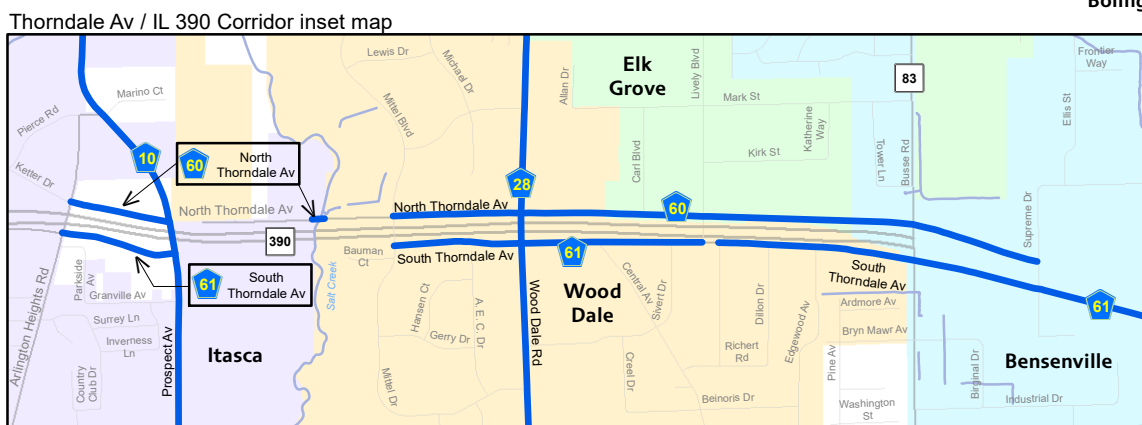 Boling
Thorndale Av / IL 390 Corridor inset map
Lewis Dr
Michael Dr
Mittel Blvd
Allan Dr
Elk
Grove
Lively Blvd
Mark St
83
Frontier
Way
Ellis St
Marino Ct
Pierce Rd
Ketter Dr
10
60
North
Thorndale Av
28
Carl Blvd
Kirk St
Katherine
Way
Tower Ln
Busse Rd
Supreme Dr
North Thorndale Av
North Thorndale Av
60
390
Bauman
Ct
South Thorndale Av
61
South
Thorndale Av
61
South
Thorndale Av
61
Arlington Heights Rd
Parkside
Av
Granville Av
Surrey Ln
Inverness
Ln
Country
Club Dr
Prospect Av
Itasca
Salt Creek
Hansen Ct
A.E.C. Dr
Gerry Dr
Mittel Dr
Wood Dale Rd
Wood
Dale
Central Av
Sivert Dr
Creel Dr
Dillon Dr
Richert
Rd
Edgewood Av
Beinoris Dr
Ardmore Av
Bryn Mawr Av
Pine Av
Washington
St
Birginal Dr
Bensenville
Industrial Dr